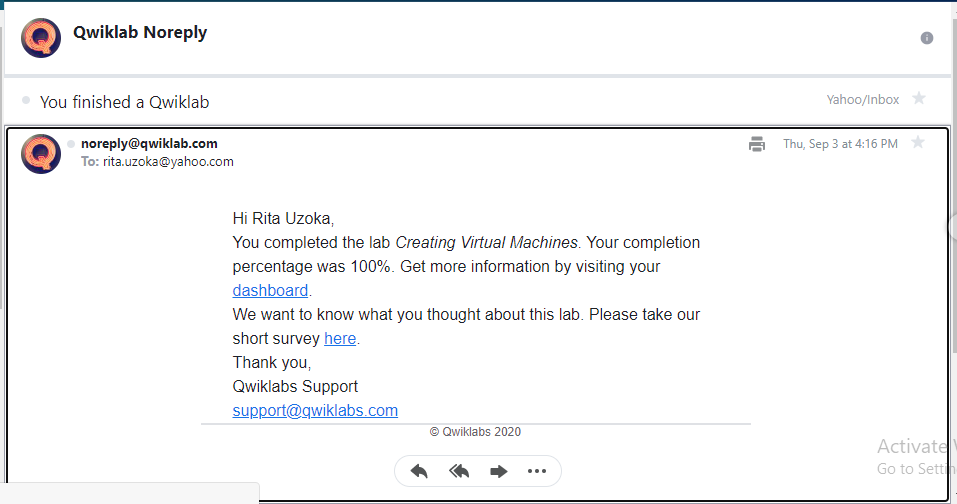 Qwiklab Noreply
You finished a Qwiklab
Yahoo/Inbox
noreply@qwiklab.com
Thu, Sep 3 at 4:16 PM
To: rita.uzoka@yahoo.com
Hi Rita Uzoka,
You completed the lab Creating Virtual Machines. Your completion
percentage was 100%. Get more information by visiting your
dashboard.
We want to know what you thought about this lab. Please take our
short survey here.
Thank you,
Qwiklabs Support
support@qwiklabs.com
© Qwiklabs 2020
Activate W
Go to Settin